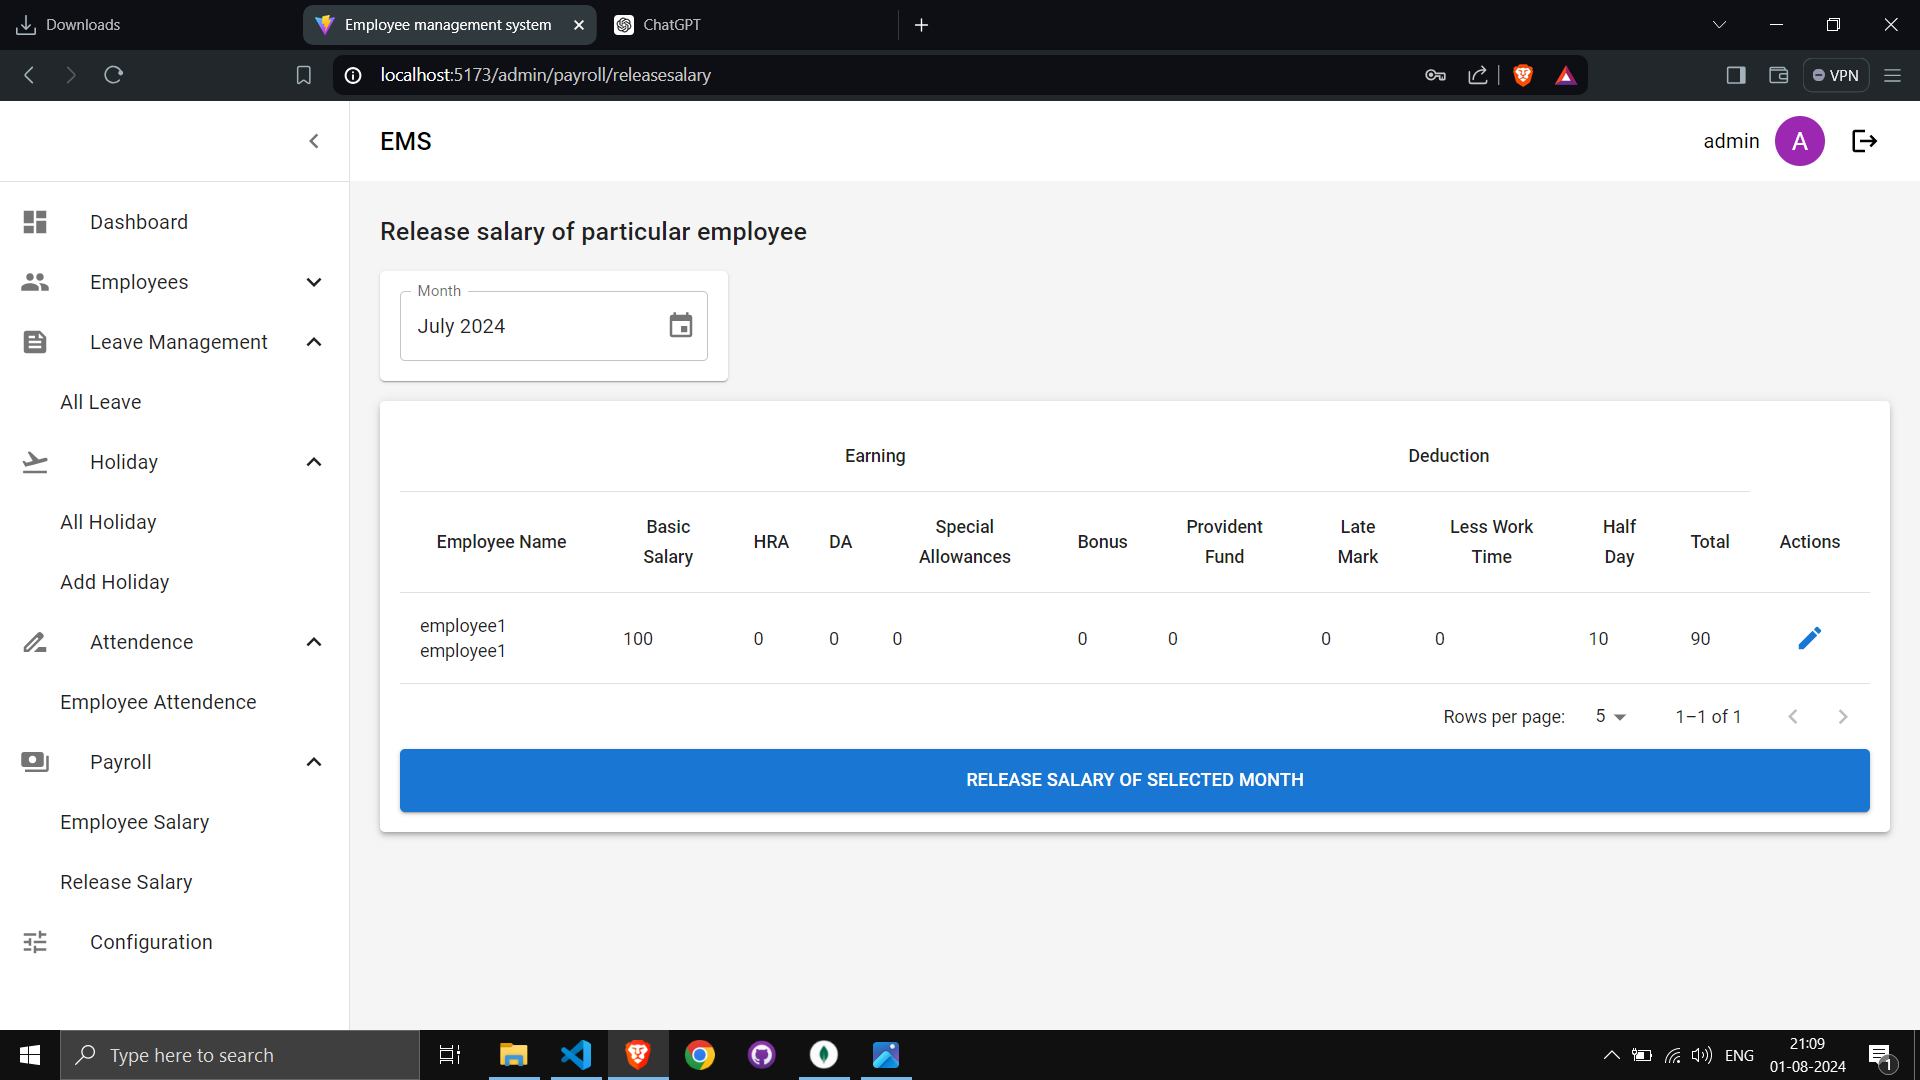 Downloads
Employee management system
ChatGPT
localhost:5173/admin/payroll/releasesalary
VPN
EMS
admin
A
Dashboard
Employees
Leave Management
All Leave
Holiday
All Holiday
Add Holiday
Attendence
Employee Attendence
Payroll
Employee Salary
Release Salary
Configuration
Release salary of particular employee
Month
July 2024
Earning Deduction
Employee Name Basic Salary HRA DA Special Allowances Bonus Provident Fund Late Mark Less Work Time Half Day Total Actions
employee1 employee1 100 0 0 0 0 0 0 0 10 90
Rows per page: 5 1–1 of 1
RELEASE SALARY OF SELECTED MONTH
Type here to search
ENG
21:09
01-08-2024
1